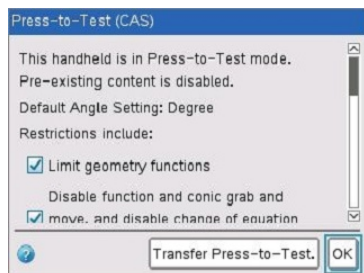 Press-to-Test (CAS)
This handheld is in Press-to-Test mode.
Pre-existing content is disabled.
Default Angle Setting: Degree
Restrictions include:
Limit geometry functions
Disable function and conic grab and
move, and disable change of equation
Transfer Press-to-Test.
OK